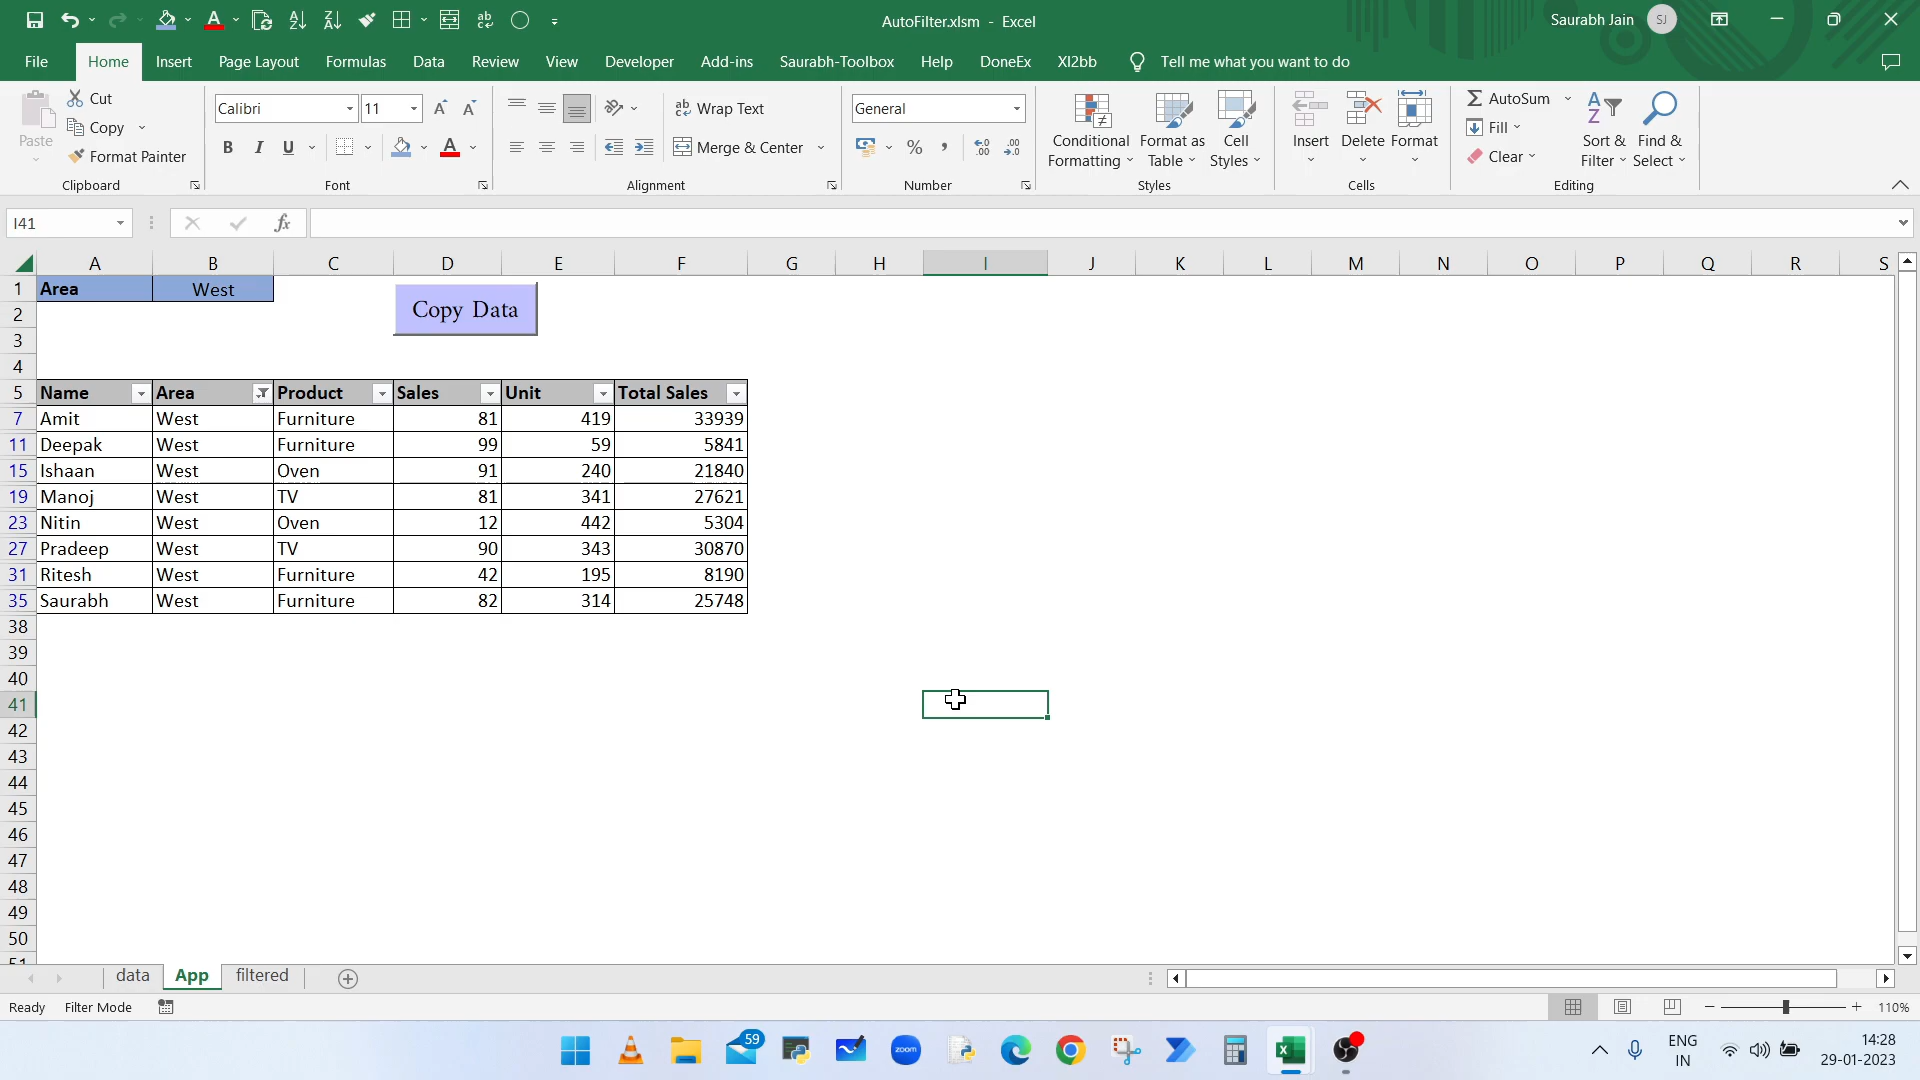 AutoFilter.xlsm - Excel
Saurabh Jain SJ
File Home Insert Page Layout Formulas Data Review View Developer Add-ins Saurabh-Toolbox Help DoneEx Xl2bb Tell me what you want to do
Paste
Cut
Copy
Format Painter
Clipboard
Calibri 11
B I U
Font
Wrap Text
Merge & Center
Alignment
General
Number
Conditional Formatting
Format as Table
Cell Styles
Styles
Insert Delete Format
Cells
AutoSum
Fill
Clear
Sort & Filter
Find & Select
Editing
I41 fx
A B C D E F G H I J K L M N O P Q R S
1 Area West
Copy Data
2
3
4
5 Name Area Product Sales Unit Total Sales
7 Amit West Furniture 81 419 33939
11 Deepak West Furniture 99 59 5841
15 Ishaan West Oven 91 240 21840
19 Manoj West TV 81 341 27621
23 Nitin West Oven 12 442 5304
27 Pradeep West TV 90 343 30870
31 Ritesh West Furniture 42 195 8190
35 Saurabh West Furniture 82 314 25748
38
39
40
41
42
43
44
45
46
47
48
49
50
51
data App filtered
Ready Filter Mode 110%
59 zoom
ENG IN
14:28
29-01-2023